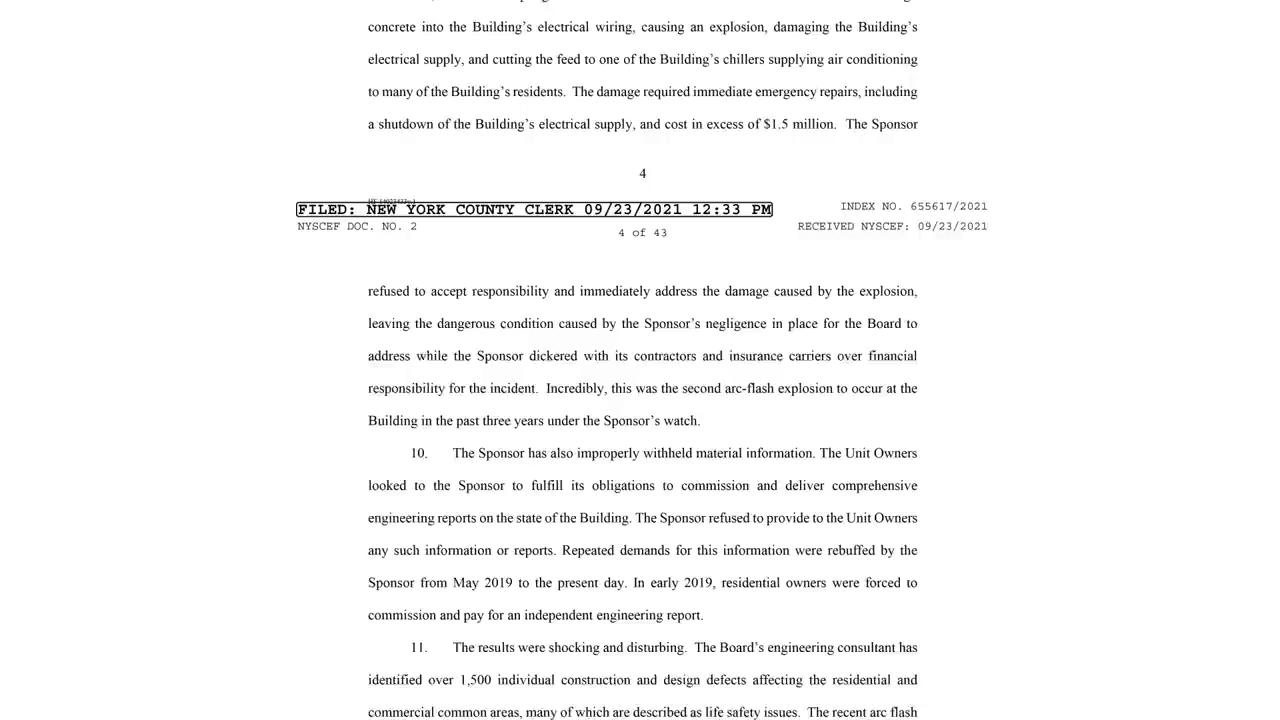 concrete into the Building's electrical wiring, causing an explosion, damaging the Building's
electrical supply, and cutting the feed to one of the Building's chillers supplying air conditioning
to many of the Building's residents.  The damage required immediate emergency repairs, including
a shutdown of the Building's electrical supply, and cost in excess of $1.5 million.  The Sponsor
4
FILED: NEW YORK COUNTY CLERK 09/23/2021 12:33 PM
INDEX NO. 655617/2021
NYSCEF DOC. NO. 2
4 of 43
RECEIVED NYSCEF: 09/23/2021
refused to accept responsibility and immediately address the damage caused by the explosion,
leaving the dangerous condition caused by the Sponsor's negligence in place for the Board to
address while the Sponsor dickered with its contractors and insurance carriers over financial
responsibility for the incident.  Incredibly, this was the second arc-flash explosion to occur at the
Building in the past three years under the Sponsor's watch.
10. The Sponsor has also improperly withheld material information. The Unit Owners
looked to the Sponsor to fulfill its obligations to commission and deliver comprehensive
engineering reports on the state of the Building. The Sponsor refused to provide to the Unit Owners
any such information or reports. Repeated demands for this information were rebuffed by the
Sponsor from May 2019 to the present day. In early 2019, residential owners were forced to
commission and pay for an independent engineering report.
11. The results were shocking and disturbing.  The Board's engineering consultant has
identified over 1,500 individual construction and design defects affecting the residential and
commercial common areas, many of which are described as life safety issues.  The recent arc flash